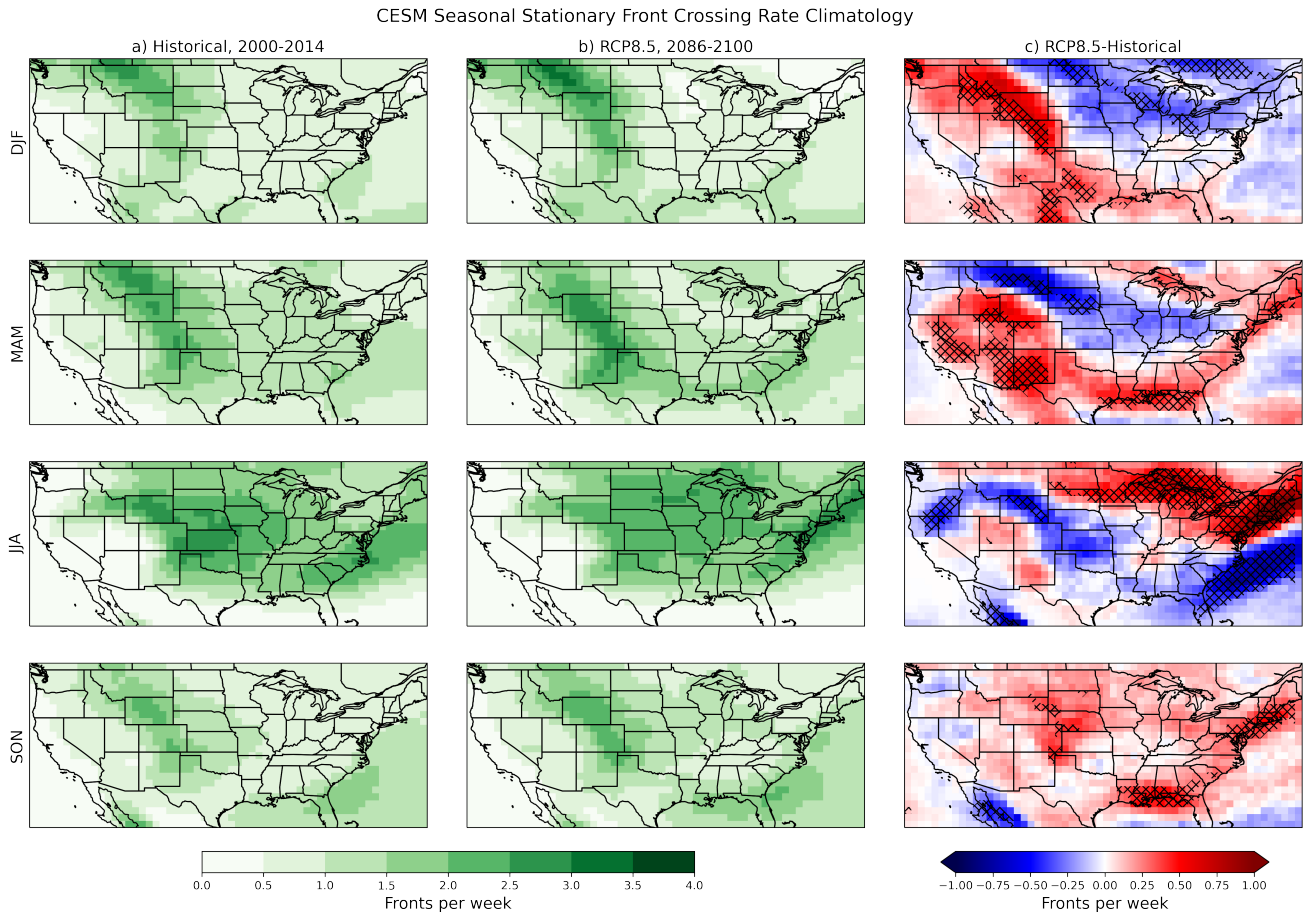 CESM Seasonal Stationary Front Crossing Rate Climatology
a) Historical, 2000-2014
b) RCP8.5, 2086-2100
c) RCP8.5-Historical
DJF
MAM
JJA
SON
0.0 0.5 1.0 1.5 2.0 2.5 3.0 3.5 4.0
Fronts per week
−1.00 −0.75 −0.50 −0.25 0.00 0.25 0.50 0.75 1.00
Fronts per week